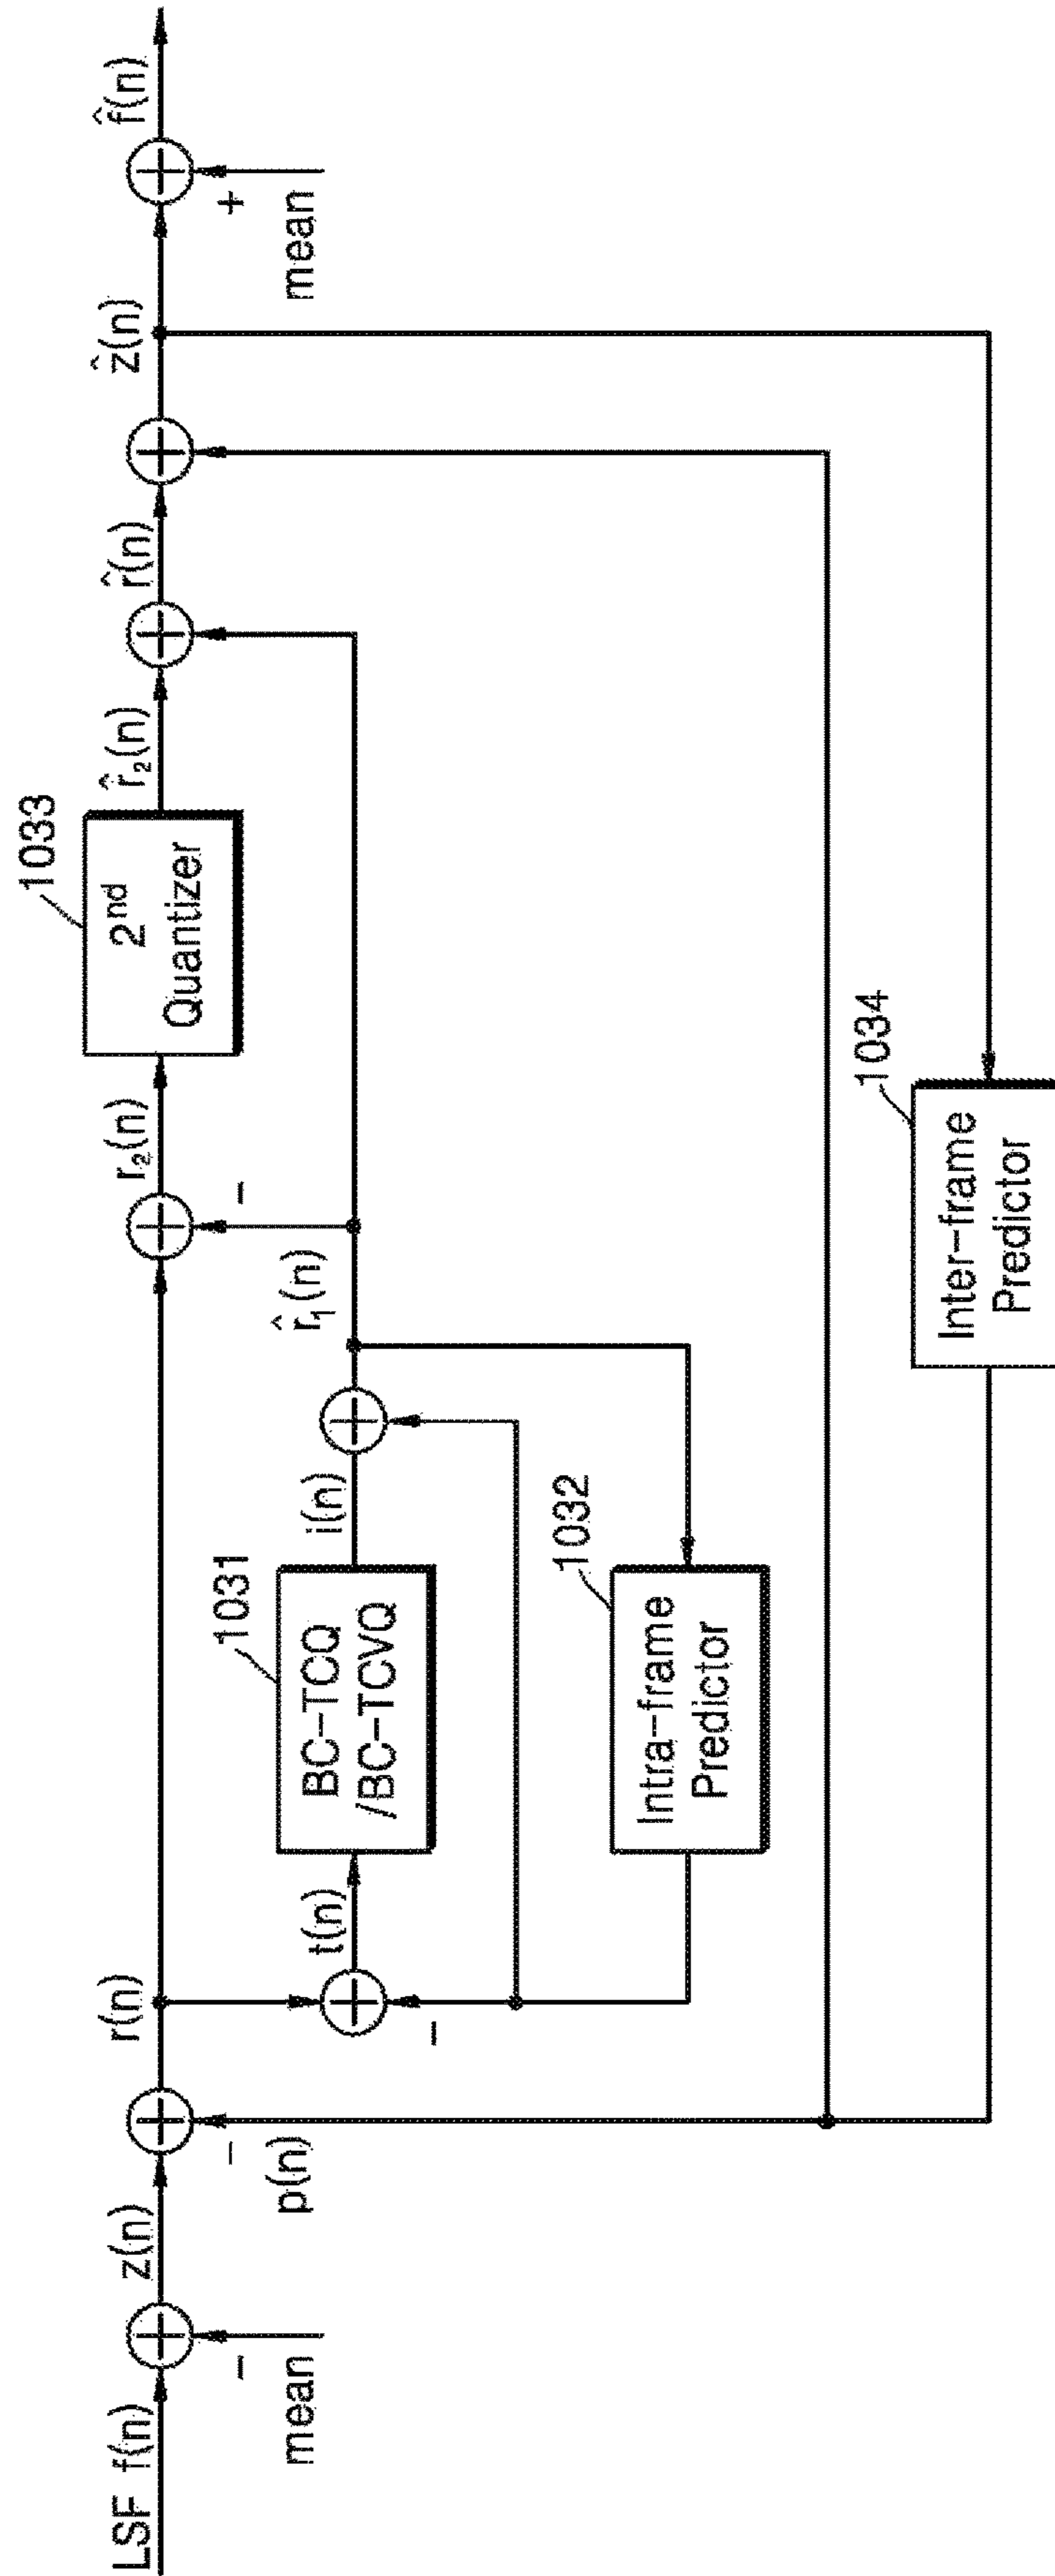 LSF f(n)
-
mean
z(n)
-
p(n)
r(n)
t(n)
-
1031
BC-TCQ
/BC-TCVQ
i(n)
1032
Intra-frame
Predictor
r̂₁(n)
-
r₂(n)
1033
2nd
Quantizer
r̂₂(n)
r̂(n)
ẑ(n)
+
mean
f̂(n)
1034
Inter-frame
Predictor